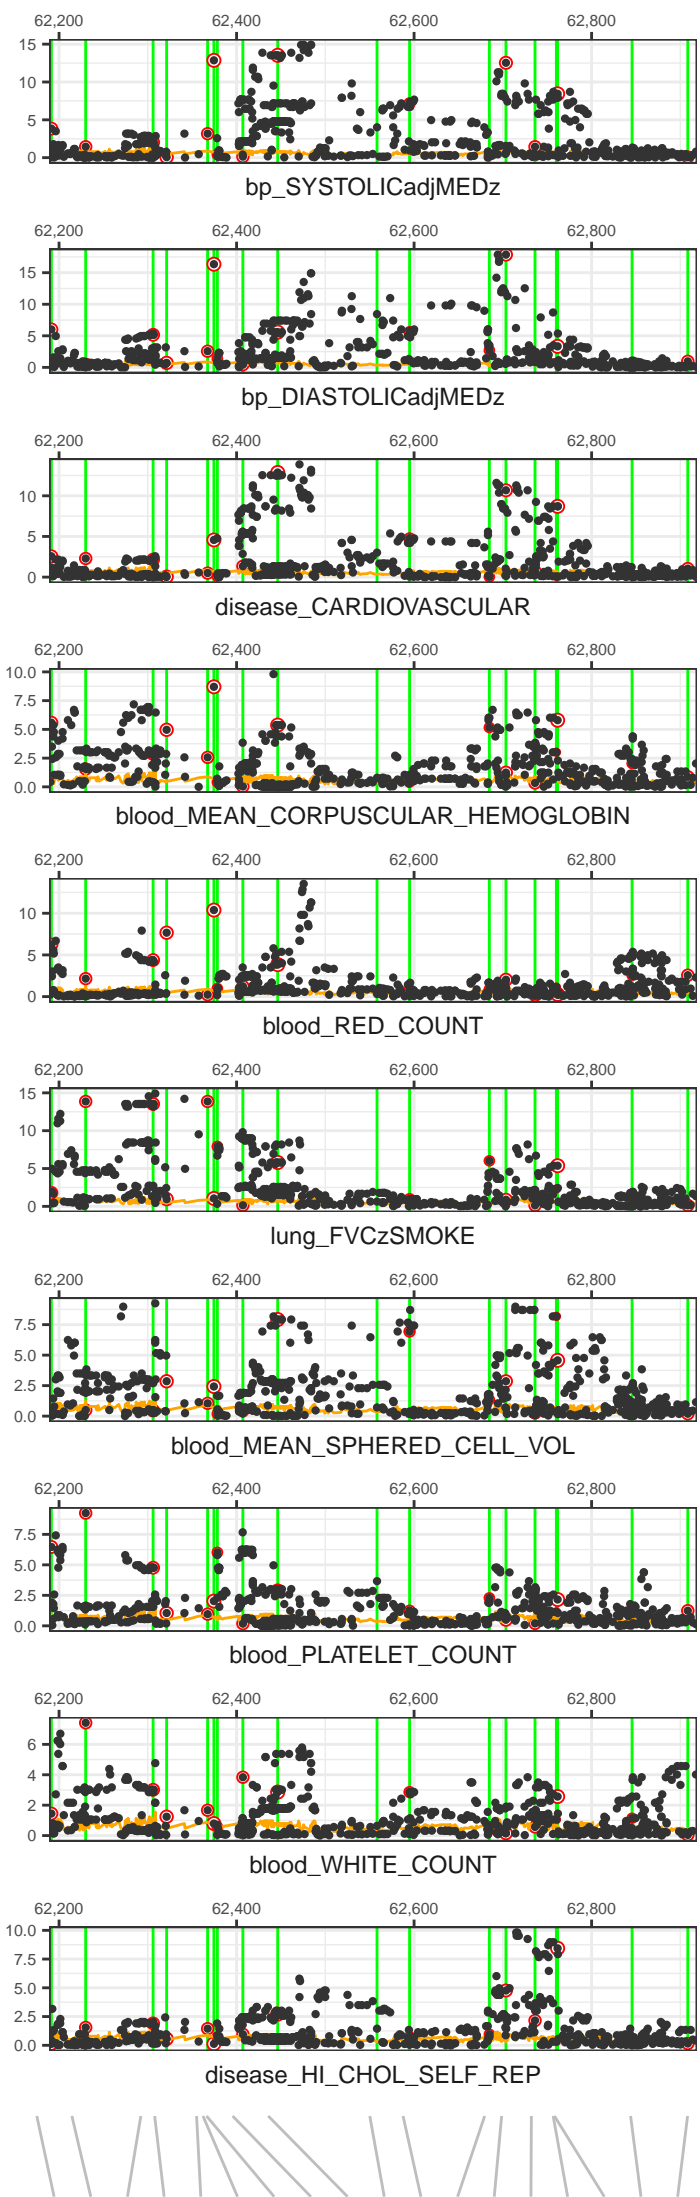 62,200 62,400 62,600 62,800
15
10
5
0
bp_SYSTOLICadjMEDz
62,200 62,400 62,600 62,800
15
10
5
0
bp_DIASTOLICadjMEDz
62,200 62,400 62,600 62,800
10
5
0
disease_CARDIOVASCULAR
62,200 62,400 62,600 62,800
10.0
7.5
5.0
2.5
0.0
blood_MEAN_CORPUSCULAR_HEMOGLOBIN
62,200 62,400 62,600 62,800
10
5
0
blood_RED_COUNT
62,200 62,400 62,600 62,800
15
10
5
0
lung_FVCzSMOKE
62,200 62,400 62,600 62,800
7.5
5.0
2.5
0.0
blood_MEAN_SPHERED_CELL_VOL
62,200 62,400 62,600 62,800
7.5
5.0
2.5
0.0
blood_PLATELET_COUNT
62,200 62,400 62,600 62,800
6
4
2
0
blood_WHITE_COUNT
62,200 62,400 62,600 62,800
10.0
7.5
5.0
2.5
0.0
disease_HI_CHOL_SELF_REP